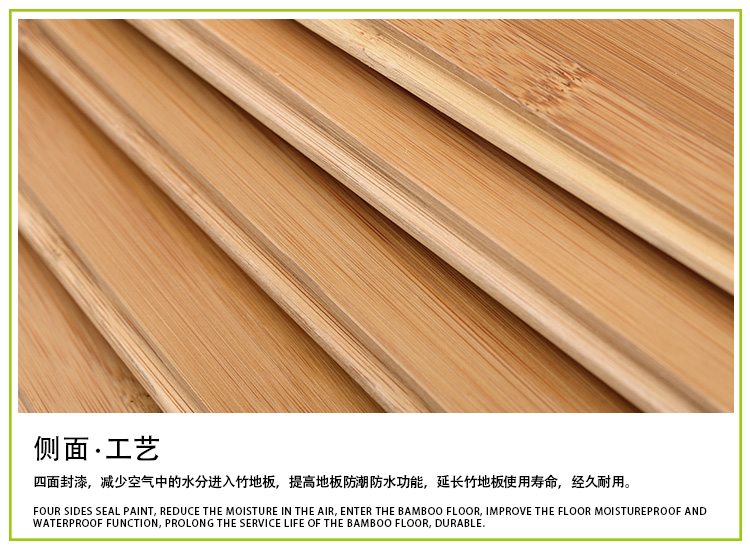 侧面·工艺
四面封漆，减少空气中的水分进入竹地板，提高地板防潮防水功能，延长竹地板使用寿命，经久耐用。
FOUR SIDES SEAL PAINT, REDUCE THE MOISTURE IN THE AIR, ENTER THE BAMBOO FLOOR, IMPROVE THE FLOOR MOISTUREPROOF AND
WATERPROOF FUNCTION, PROLONG THE SERVICE LIFE OF THE BAMBOO FLOOR, DURABLE.